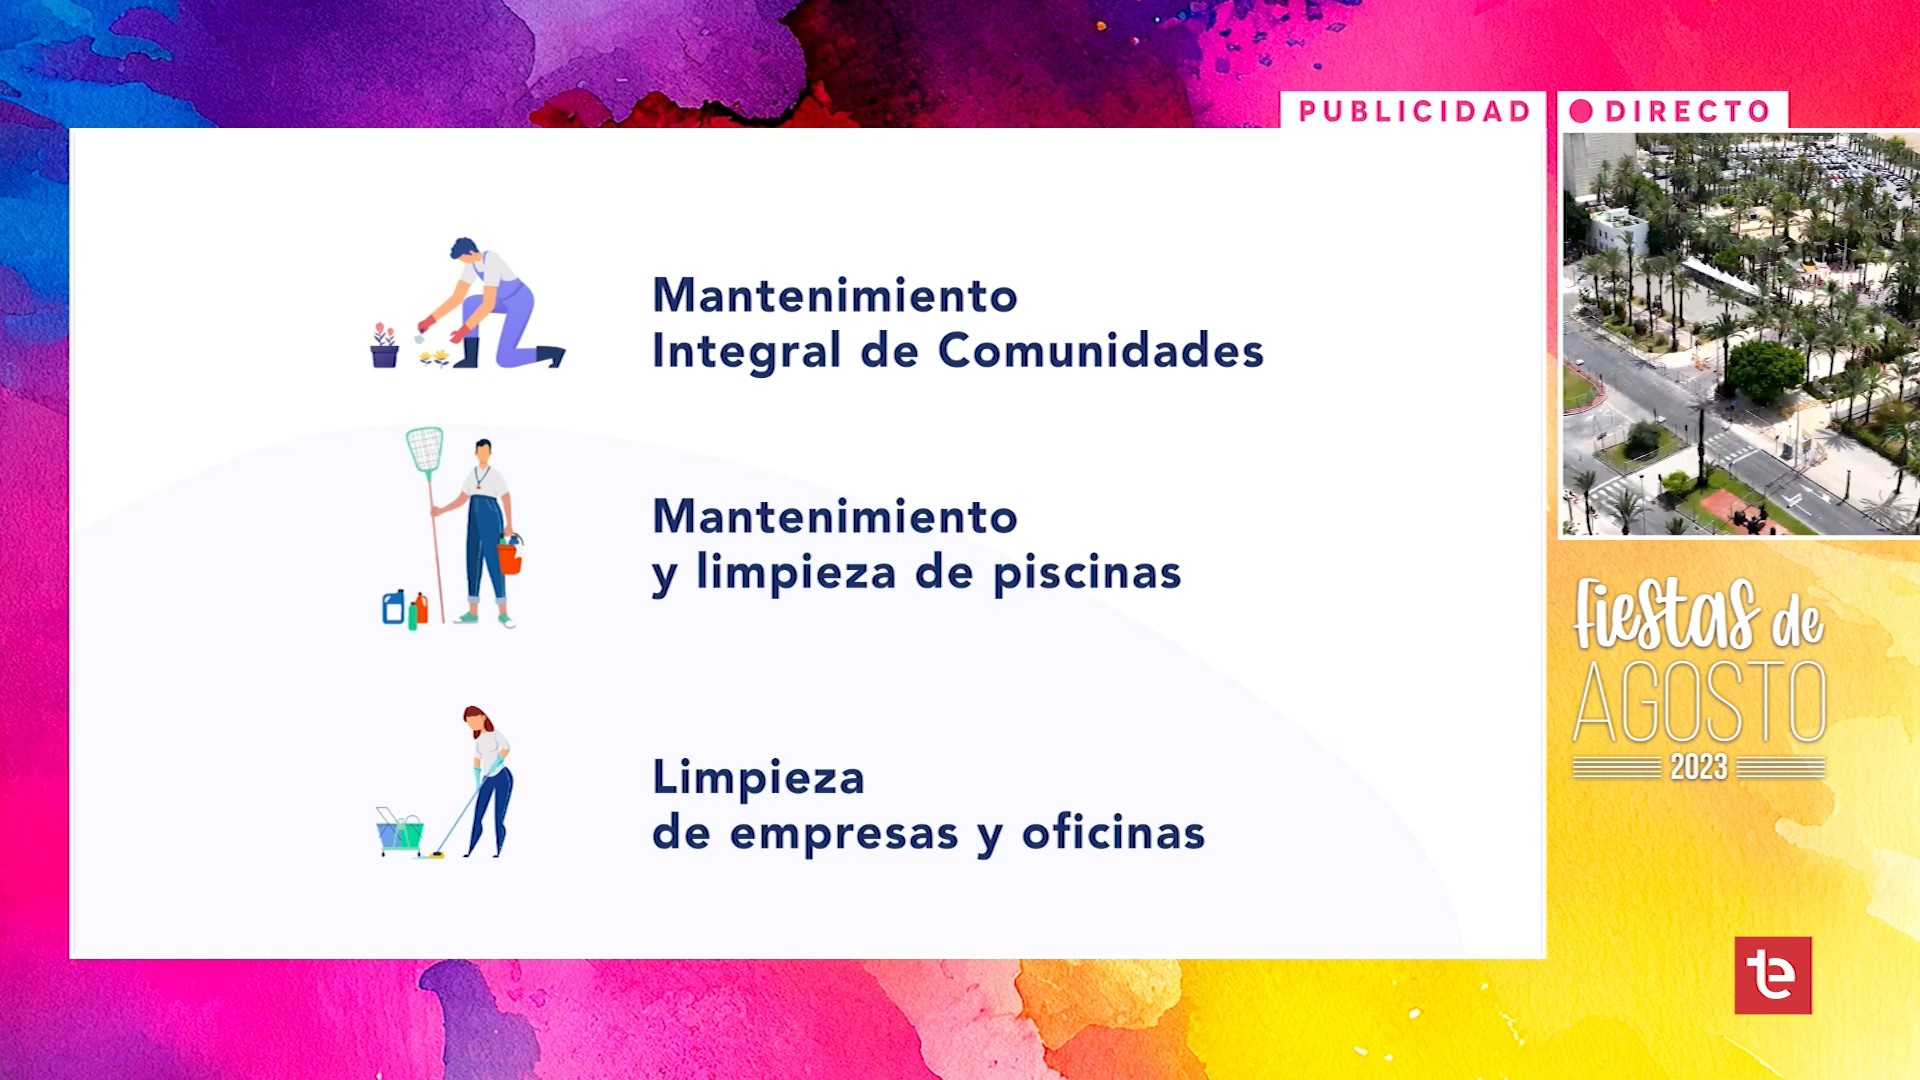 PUBLICIDAD
DIRECTO
Mantenimiento
Integral de Comunidades
Mantenimiento
y limpieza de piscinas
Limpieza
de empresas y oficinas
fiestas de
AGOSTO
2023
te